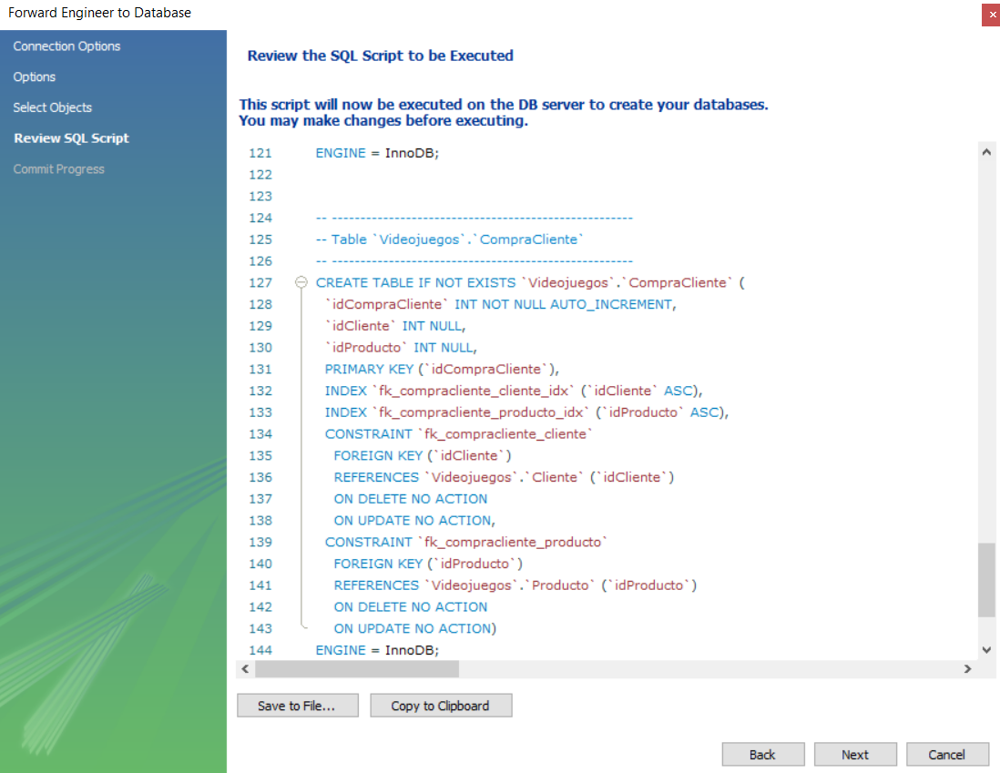 Forward Engineer to Database
Connection Options
Options
Select Objects
Review SQL Script
Commit Progress
Review the SQL Script to be Executed
This script will now be executed on the DB server to create your databases.
You may make changes before executing.
121 ENGINE = InnoDB;
122
123
124 -- -----------------------------------------------------
125 -- Table `Videojuegos`.`CompraCliente`
126 -- -----------------------------------------------------
127 CREATE TABLE IF NOT EXISTS `Videojuegos`.`CompraCliente` (
128 `idCompraCliente` INT NOT NULL AUTO_INCREMENT,
129 `idCliente` INT NULL,
130 `idProducto` INT NULL,
131 PRIMARY KEY (`idCompraCliente`),
132 INDEX `fk_compracliente_cliente_idx` (`idCliente` ASC),
133 INDEX `fk_compracliente_producto_idx` (`idProducto` ASC),
134 CONSTRAINT `fk_compracliente_cliente`
135 FOREIGN KEY (`idCliente`)
136 REFERENCES `Videojuegos`.`Cliente` (`idCliente`)
137 ON DELETE NO ACTION
138 ON UPDATE NO ACTION,
139 CONSTRAINT `fk_compracliente_producto`
140 FOREIGN KEY (`idProducto`)
141 REFERENCES `Videojuegos`.`Producto` (`idProducto`)
142 ON DELETE NO ACTION
143 ON UPDATE NO ACTION)
144 ENGINE = InnoDB;
Save to File...
Copy to Clipboard
Back
Next
Cancel